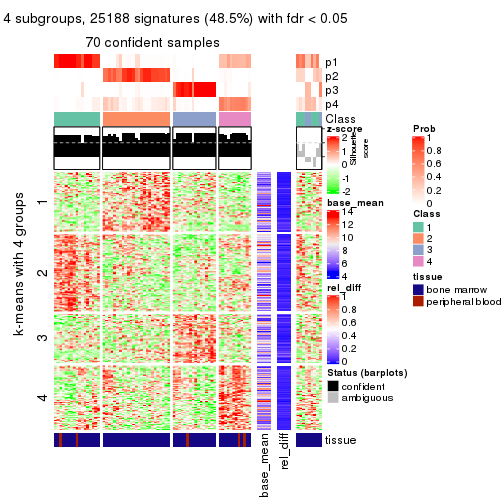 4 subgroups, 25188 signatures (48.5%) with fdr < 0.05
70 confident samples
p1
p2
p3
p4
Class
Silhouette
score
k-means with 4 groups
1
2
3
4
base_mean
rel_diff
tissue
z-score
2
1
0
-1
-2
base_mean
14
12
10
8
6
4
rel_diff
1
0.8
0.6
0.4
0.2
0
Status (barplots)
confident
ambiguous
Prob
1
0.8
0.6
0.4
0.2
0
Class
1
2
3
4
tissue
bone marrow
peripheral blood